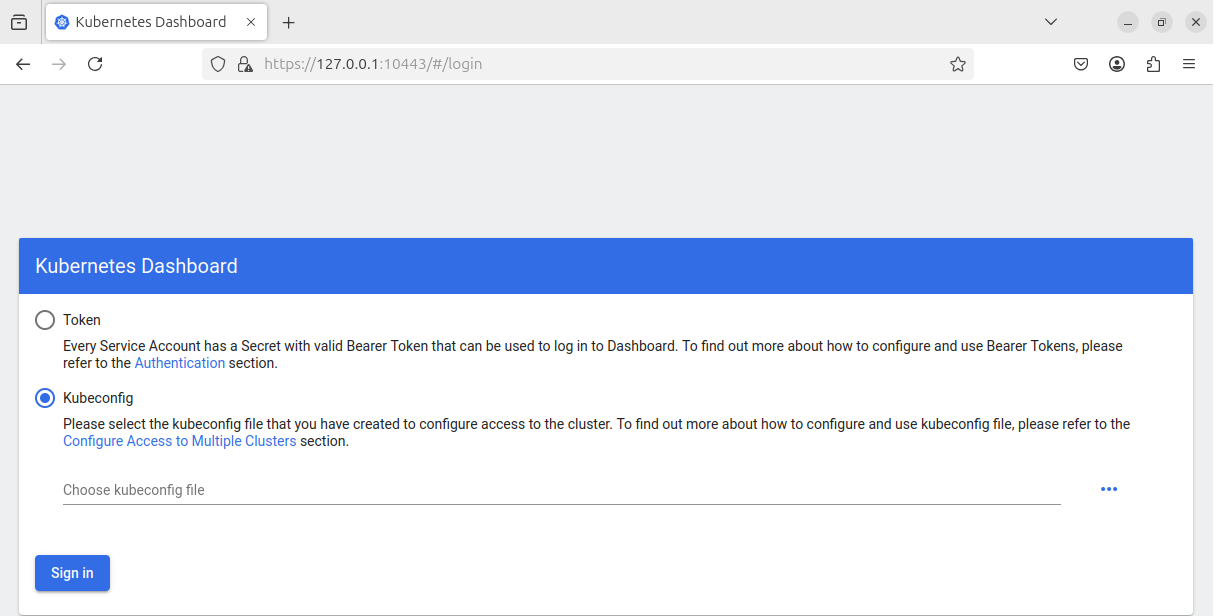 Kubernetes Dashboard
https://127.0.0.1:10443/#/login
Kubernetes Dashboard
Token
Every Service Account has a Secret with valid Bearer Token that can be used to log in to Dashboard. To find out more about how to configure and use Bearer Tokens, please
refer to the Authentication section.
Kubeconfig
Please select the kubeconfig file that you have created to configure access to the cluster. To find out more about how to configure and use kubeconfig file, please refer to the
Configure Access to Multiple Clusters section.
Choose kubeconfig file
Sign in